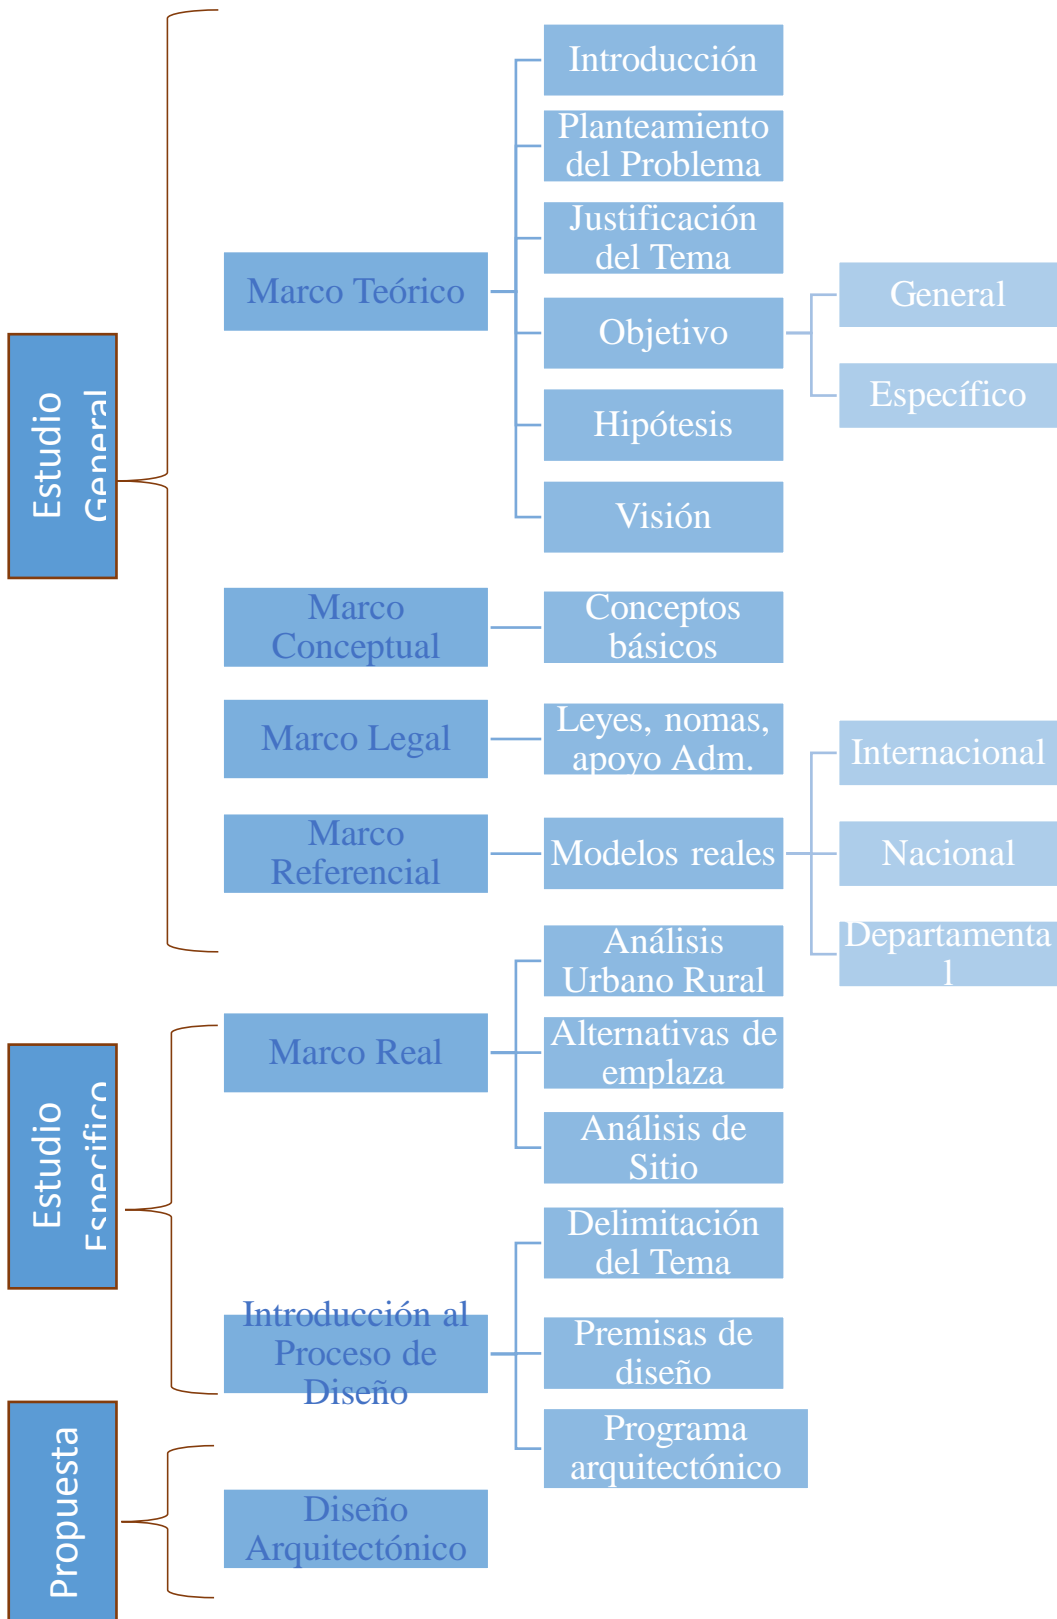 Estudio
General
Marco Teórico
Introducción
Planteamiento
del Problema
Justificación
del Tema
Objetivo
General
Específico
Hipótesis
Visión
Marco
Conceptual
Conceptos
básicos
Marco Legal
Leyes, nomas,
apoyo Adm.
Marco
Referencial
Modelos reales
Internacional
Nacional
Departamenta
l
Estudio
Especifico
Marco Real
Análisis
Urbano Rural
Alternativas de
emplaza
Análisis de
Sitio
Introducción al
Proceso de
Diseño
Delimitación
del Tema
Premisas de
diseño
Programa
arquitectónico
Propuesta
Diseño
Arquitectónico